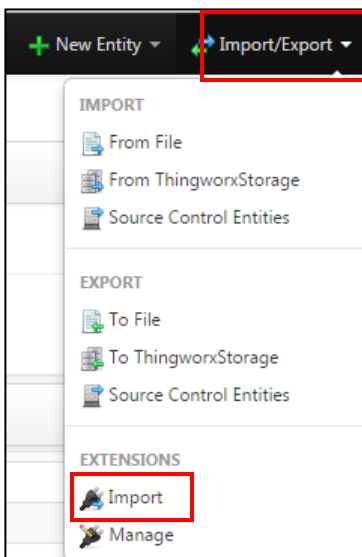 New Entity Import/Export
IMPORT
From File
From ThingworxStorage
Source Control Entities
EXPORT
To File
To ThingworxStorage
Source Control Entities
EXTENSIONS
Import
Manage